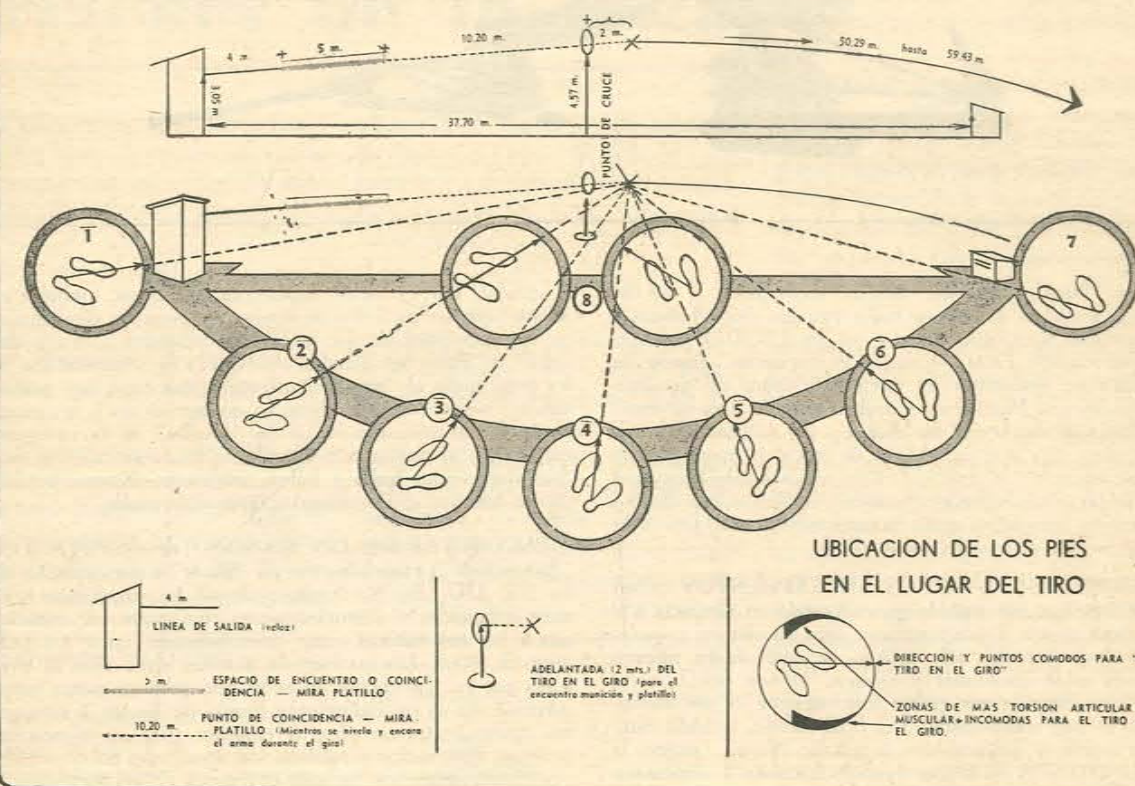 4 m.
5 m.
10,20 m.
2 m.
50,29 m. hasta 59,43 m.
3,05 m
37,70 m.
4,57 m.
PUNTO DE CRUCE
1
7
8
2
6
3
5
4
UBICACION DE LOS PIES
EN EL LUGAR DEL TIRO
4 m
LINEA DE SALIDA (veloz)
5 m.
ESPACIO DE ENCUENTRO O COINCI-
DENCIA — MIRA PLATILLO
10,20 m.
PUNTO DE COINCIDENCIA — MIRA -
PLATILLO (Mientras se nivela y encara
el arma durante el giro)
ADELANTADA (2 mts.) DEL
TIRO EN EL GIRO (para el
encuentro munición y platillo)
DIRECCION Y PUNTOS COMODOS PARA "
TIRO EN EL GIRO"
ZONAS DE MAS TORSION ARTICULAR
MUSCULAR INCOMODAS PARA EL TIRO
EL GIRO.